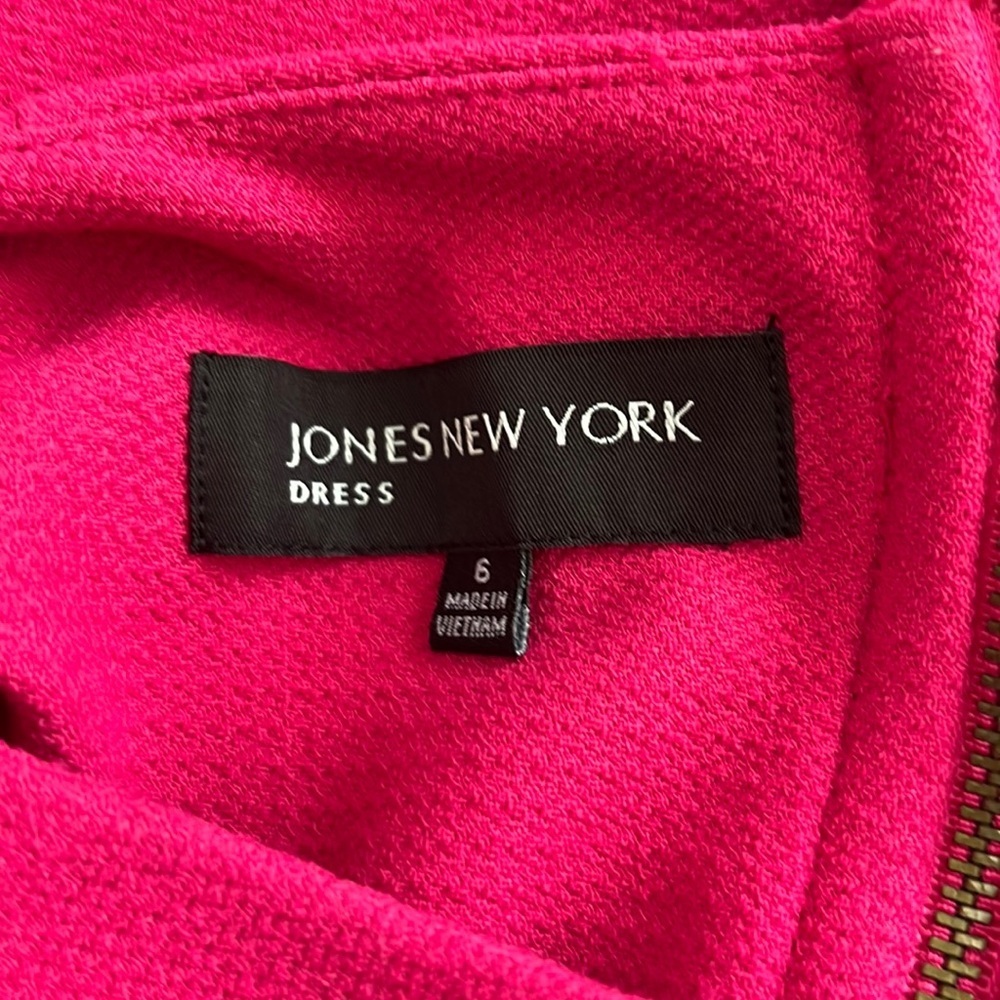 JONES NEW YORK
DRESS
6
MADE IN
VIETNAM